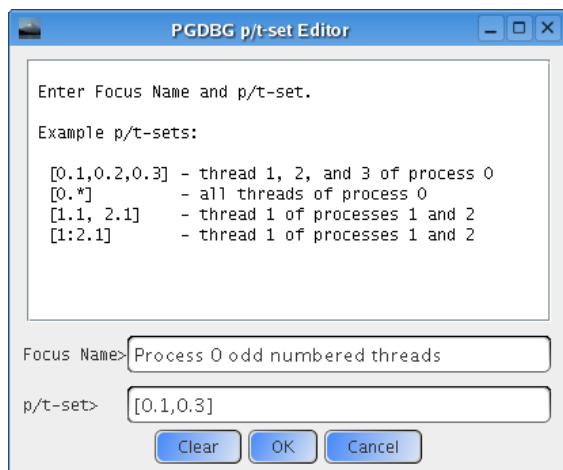 PGDBG p/t-set Editor
Enter Focus Name and p/t-set.
Example p/t-sets:
[0.1,0.2,0.3] - thread 1, 2, and 3 of process 0
[0.*] - all threads of process 0
[1.1, 2.1] - thread 1 of processes 1 and 2
[1:2.1] - thread 1 of processes 1 and 2
Focus Name> Process 0 odd numbered threads
p/t-set> [0.1,0.3]
Clear OK Cancel